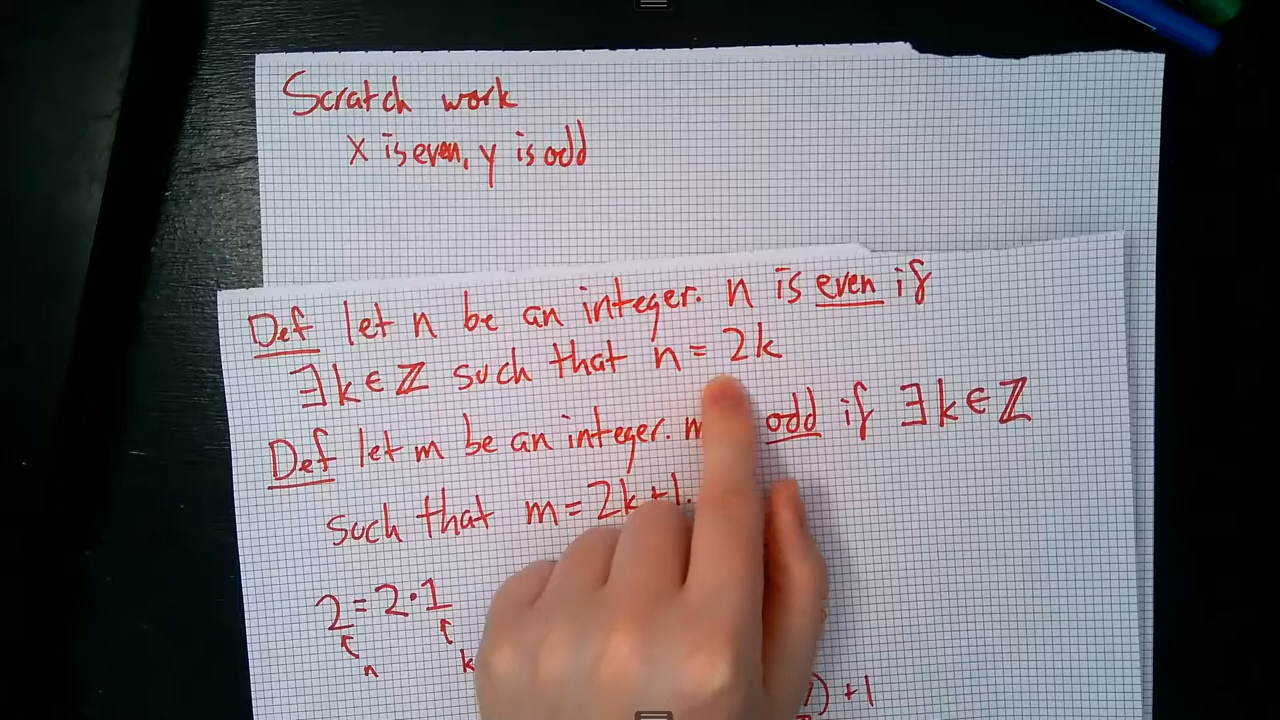 Scratch work
x is even, y is odd
Def let n be an integer. n is even if
∃k∈ℤ such that n=2k
Def let m be an integer. m odd if ∃k∈ℤ
such that m=2k+1.
2=2·1
n k
) +1